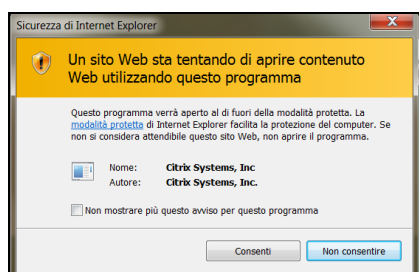 Sicurezza di Internet Explorer
Un sito Web sta tentando di aprire contenuto
Web utilizzando questo programma
Questo programma verrà aperto al di fuori della modalità protetta. La
modalità protetta di Internet Explorer facilita la protezione del computer. Se
non si considera attendibile questo sito Web, non aprire il programma.
Nome: Citrix Systems, Inc
Autore: Citrix Systems, Inc.
Non mostrare più questo avviso per questo programma
Consenti Non consentire